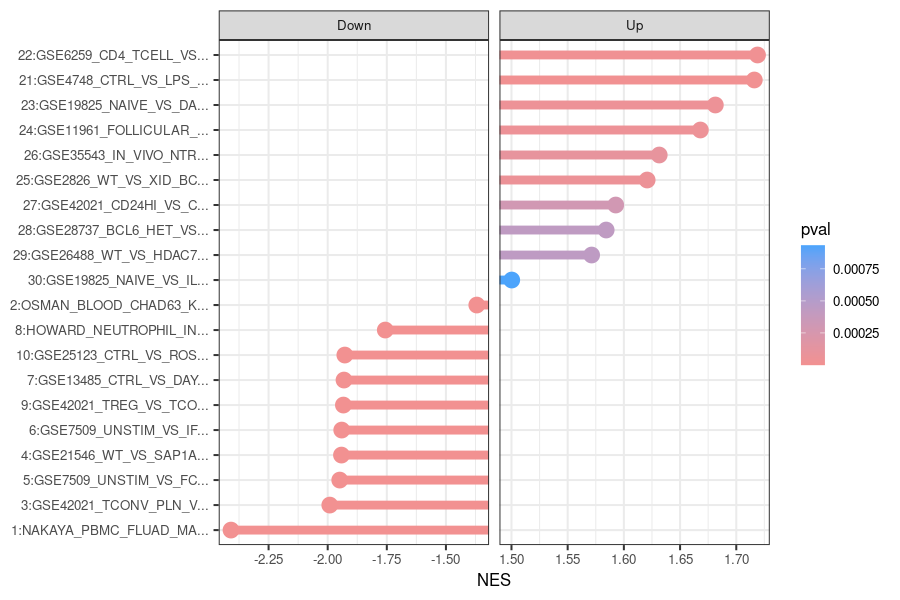 Down
Up
22:GSE6259_CD4_TCELL_VS...
21:GSE4748_CTRL_VS_LPS_...
23:GSE19825_NAIVE_VS_DA...
24:GSE11961_FOLLICULAR_...
26:GSE35543_IN_VIVO_NTR...
25:GSE2826_WT_VS_XID_BC...
27:GSE42021_CD24HI_VS_C...
28:GSE28737_BCL6_HET_VS...
29:GSE26488_WT_VS_HDAC7...
30:GSE19825_NAIVE_VS_IL...
2:OSMAN_BLOOD_CHAD63_K...
8:HOWARD_NEUTROPHIL_IN...
10:GSE25123_CTRL_VS_ROS...
7:GSE13485_CTRL_VS_DAY...
9:GSE42021_TREG_VS_TCO...
6:GSE7509_UNSTIM_VS_IF...
4:GSE21546_WT_VS_SAP1A...
5:GSE7509_UNSTIM_VS_FC...
3:GSE42021_TCONV_PLN_V...
1:NAKAYA_PBMC_FLUAD_MA...
-2.25 -2.00 -1.75 -1.50
1.50 1.55 1.60 1.65 1.70
NES
pval
0.00075
0.00050
0.00025